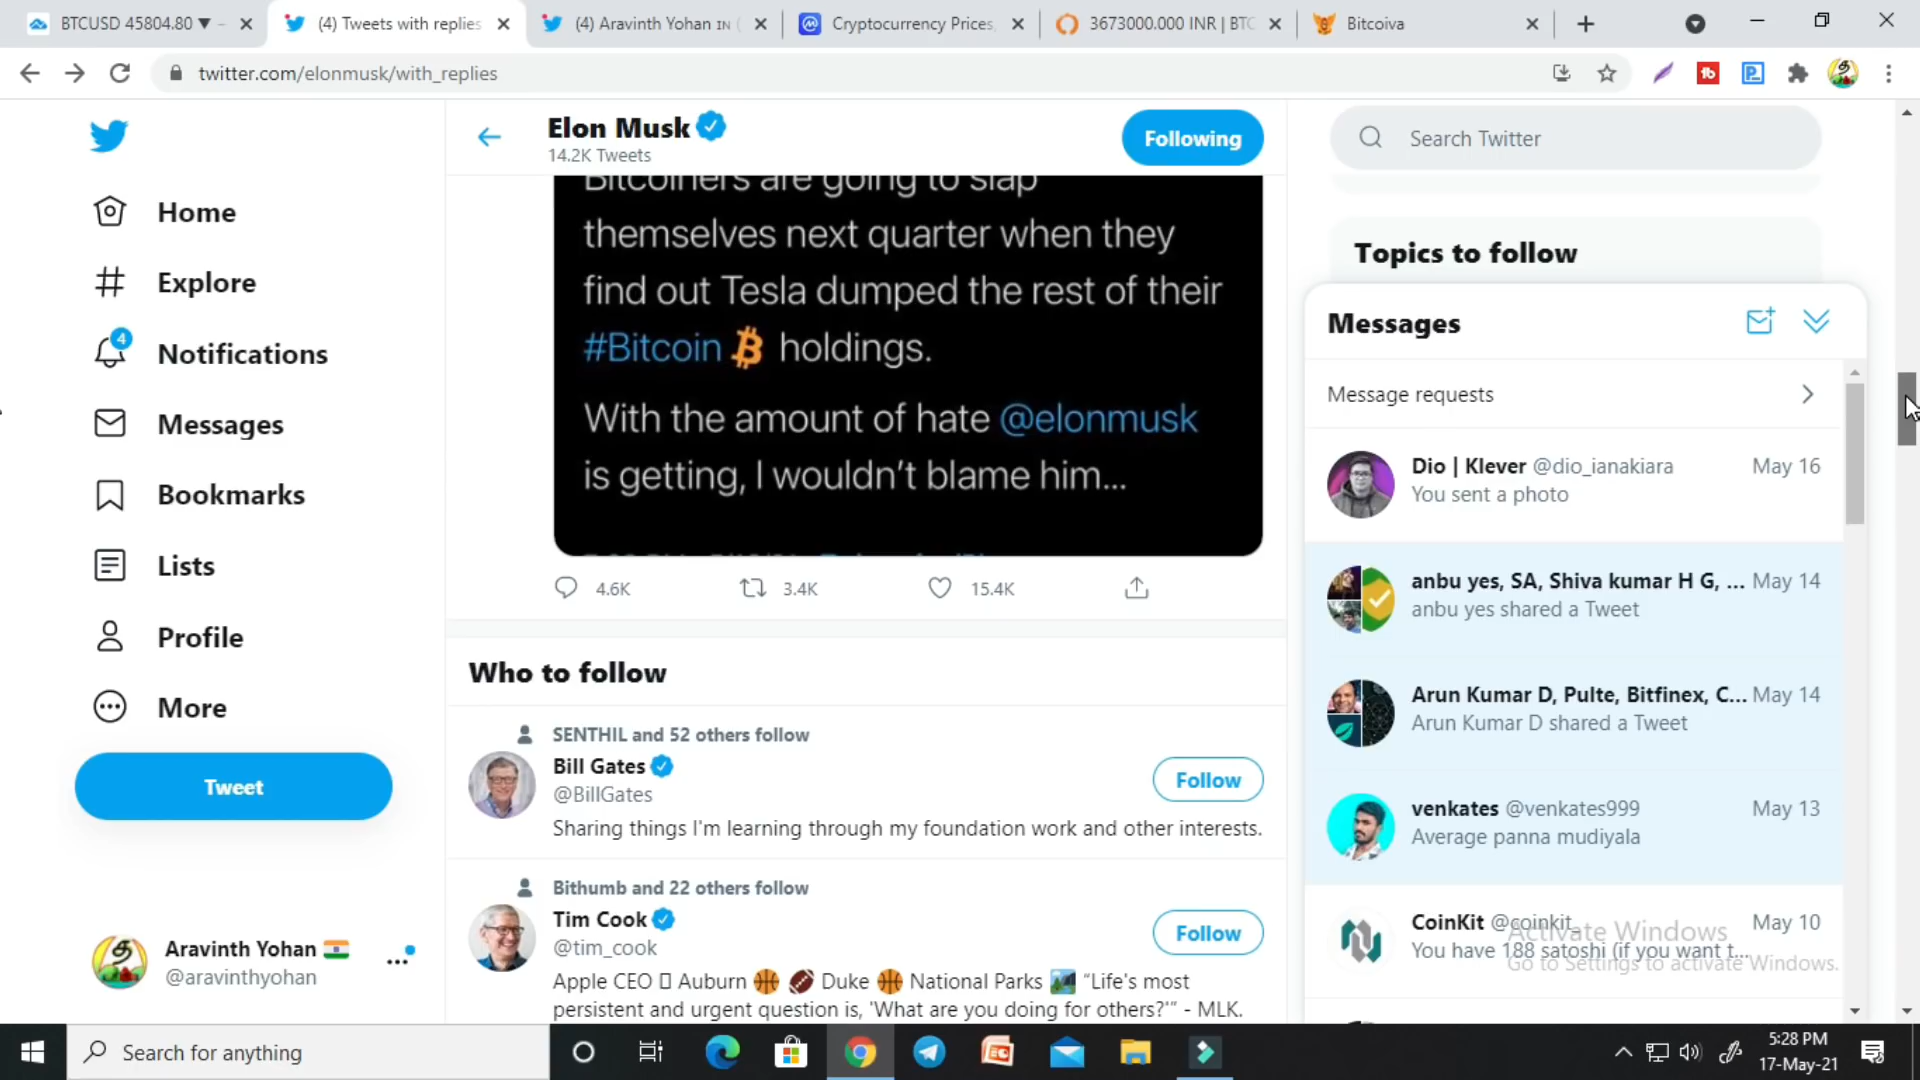 BTCUSD 45804.80 ▼ -
(4) Tweets with replies
(4) Aravinth Yohan IN (
Cryptocurrency Prices,
3673000.000 INR | BTC
Bitcoiva
twitter.com/elonmusk/with_replies
Elon Musk
14.2K Tweets
Following
Search Twitter
Home
Explore
4
Notifications
Messages
Bookmarks
Lists
Profile
More
Tweet
Aravinth Yohan
@aravinthyohan
Bitcoiners are going to slap
themselves next quarter when they
find out Tesla dumped the rest of their
#Bitcoin holdings.
With the amount of hate @elonmusk
is getting, I wouldn't blame him...
4.6K
3.4K
15.4K
Who to follow
SENTHIL and 52 others follow
Bill Gates
@BillGates
Follow
Sharing things I'm learning through my foundation work and other interests.
Bithumb and 22 others follow
Tim Cook
@tim_cook
Follow
Apple CEO Auburn 🏀 🏈 Duke 🏀 National Parks 🏞️ “Life's most
persistent and urgent question is, 'What are you doing for others?'” - MLK.
Topics to follow
Messages
Message requests
Dio | Klever @dio_ianakiara May 16
You sent a photo
anbu yes, SA, Shiva kumar H G, ... May 14
anbu yes shared a Tweet
Arun Kumar D, Pulte, Bitfinex, C... May 14
Arun Kumar D shared a Tweet
venkates @venkates999 May 13
Average panna mudiyala
CoinKit @coinkit_ May 10
You have 188 satoshi (if you want t...
Activate Windows
Go to Settings to activate Windows.
Search for anything
5:28 PM
17-May-21